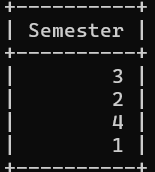 +----------+
| Semester |
+----------+
|        3 |
|        2 |
|        4 |
|        1 |
+----------+